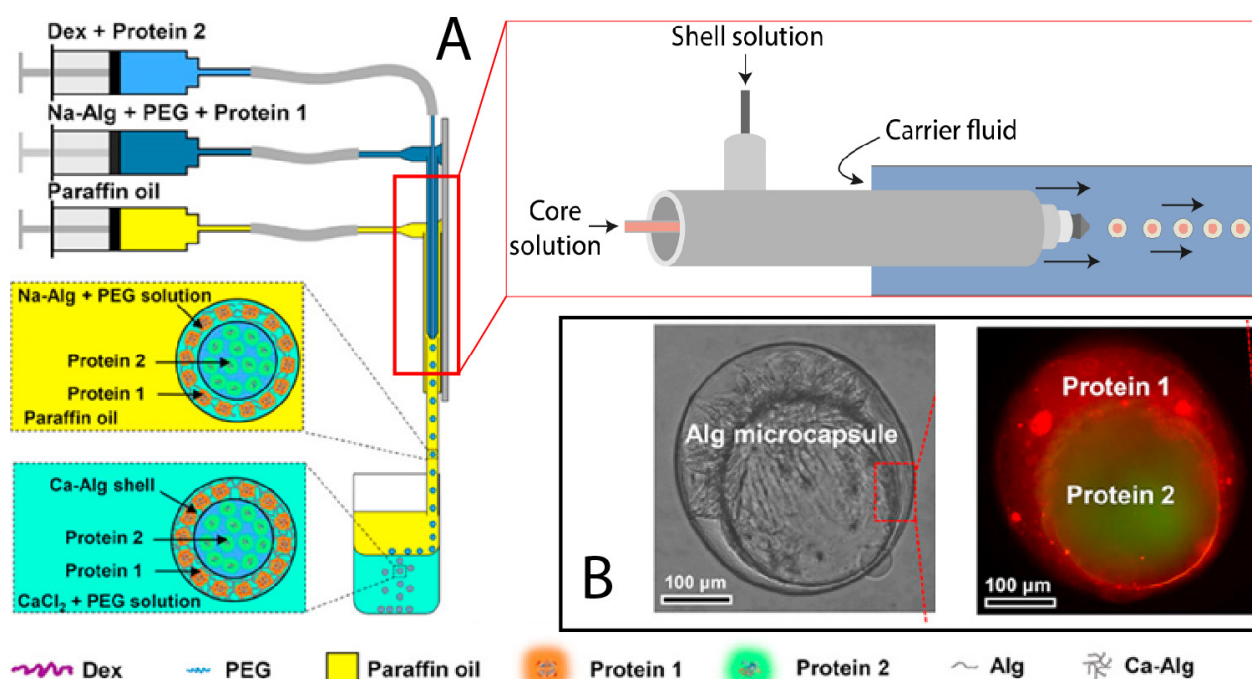 Dex + Protein 2
A
Na-Alg + PEG + Protein 1
Paraffin oil
Shell solution
Carrier fluid
Core
solution
Na-Alg + PEG solution
Protein 2
Protein 1
Paraffin oil
Ca-Alg shell
Protein 2
Protein 1
CaCl₂ + PEG solution
B
Alg microcapsule
100 µm
Protein 1
Protein 2
100 µm
Dex
PEG
Paraffin oil
Protein 1
Protein 2
Alg
Ca-Alg